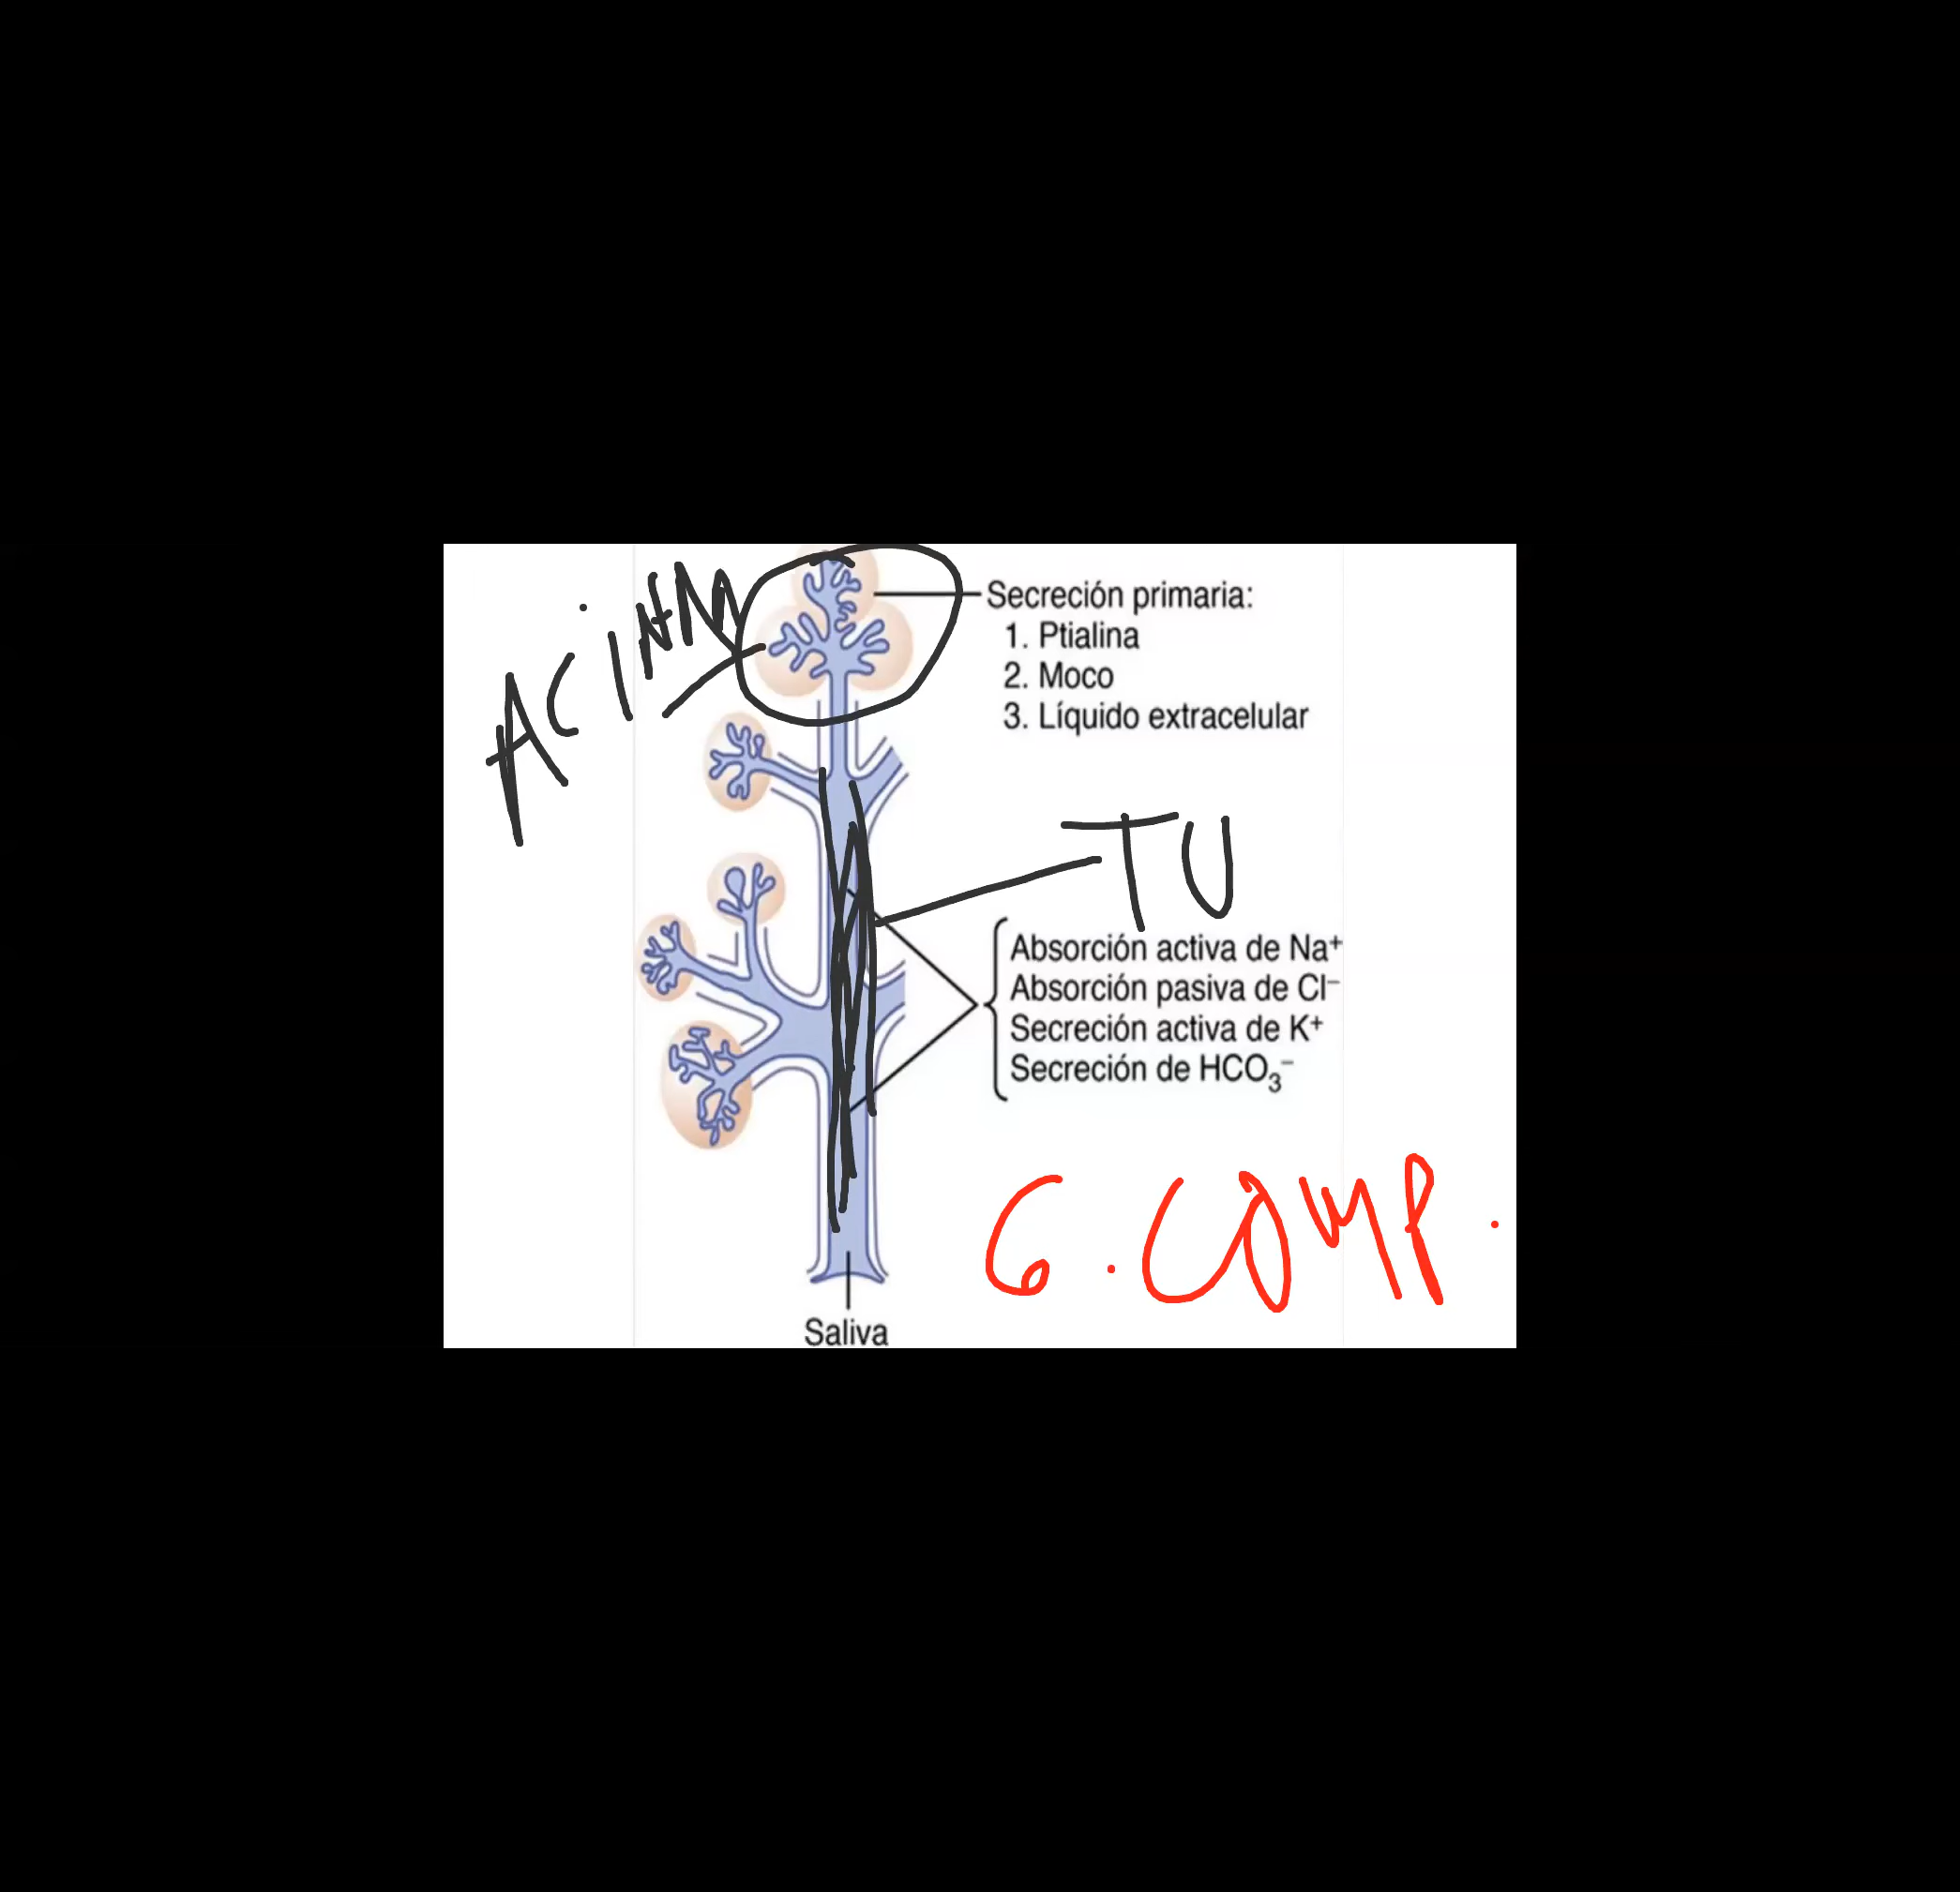 Secreción primaria:
1. Ptialina
2. Moco
3. Líquido extracelular
TU
Absorción activa de Na⁺
Absorción pasiva de Cl⁻
Secreción activa de K⁺
Secreción de HCO₃⁻
G. COMP.
Saliva